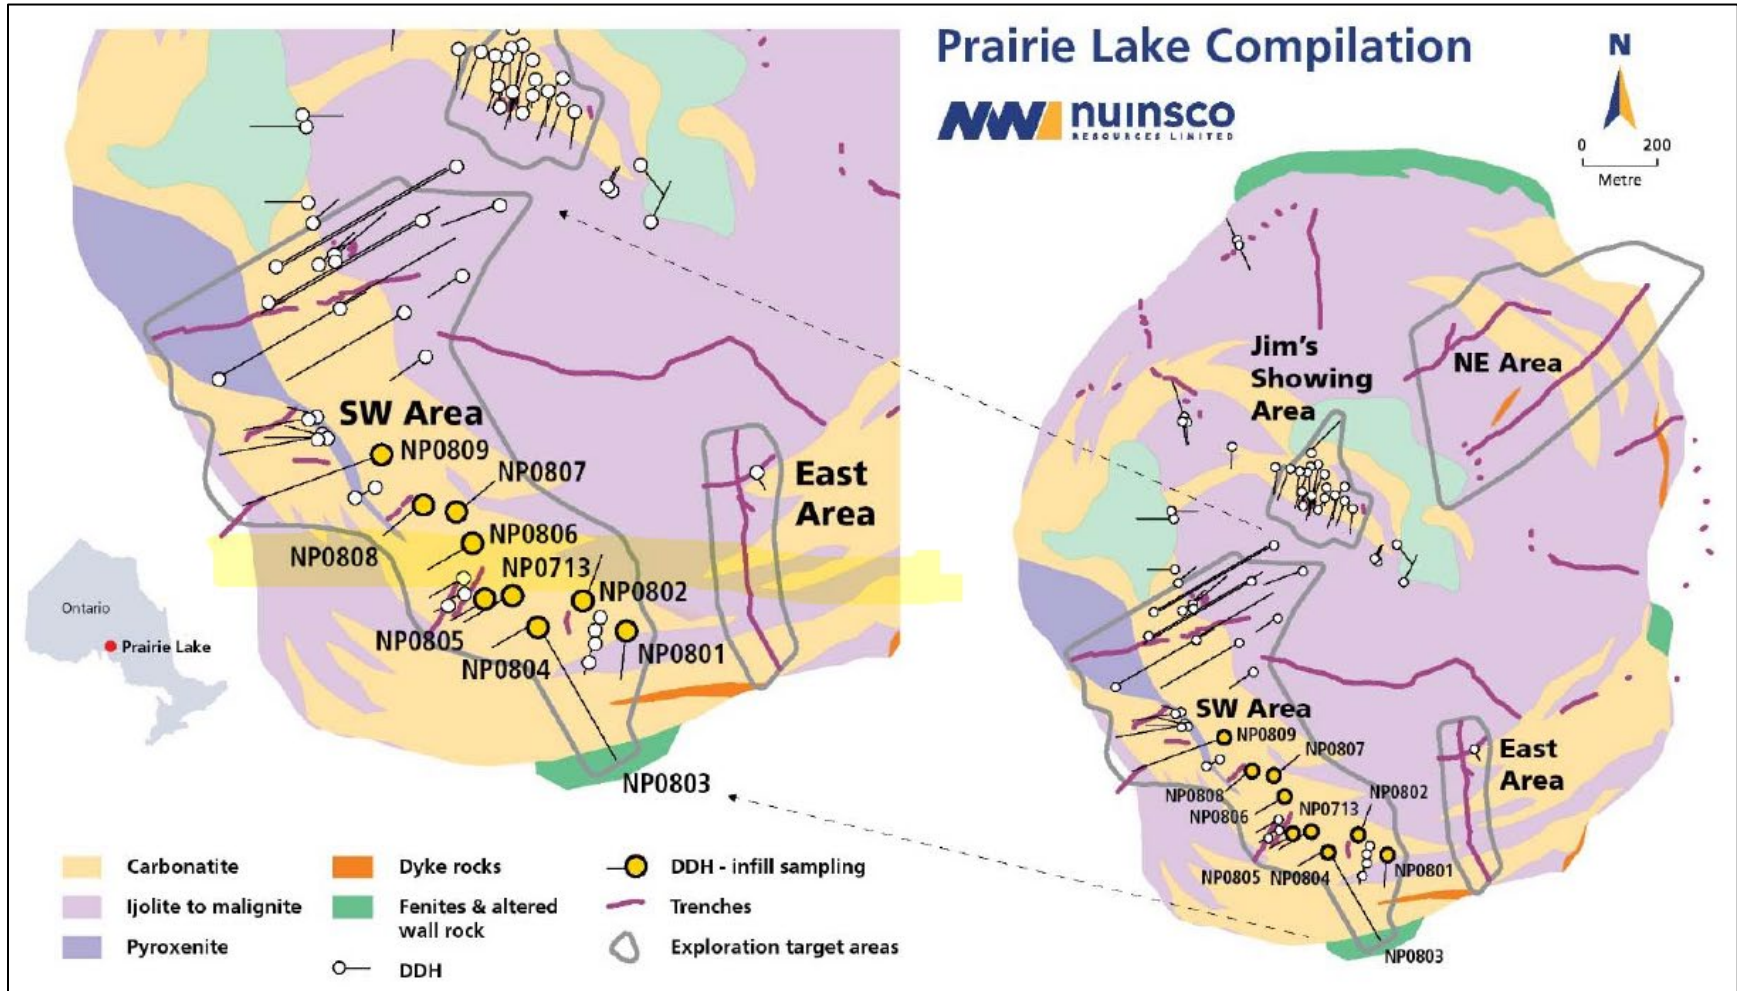 Prairie Lake Compilation
nuinsco
RESOURCES LIMITED
N
0 200
Metre
SW Area
NP0809
NP0807
NP0808
NP0806
NP0713
NP0802
NP0805
NP0804
NP0801
NP0803
East
Area
Ontario
Prairie Lake
Jim's
Showing
Area
NE Area
SW Area
NP0809
NP0807
NP0808
NP0802
NP0806
NP0713
NP0805
NP0804
NP0801
NP0803
East
Area
Carbonatite
Ijolite to malignite
Pyroxenite
Dyke rocks
Fenites & altered
wall rock
DDH
DDH - infill sampling
Trenches
Exploration target areas